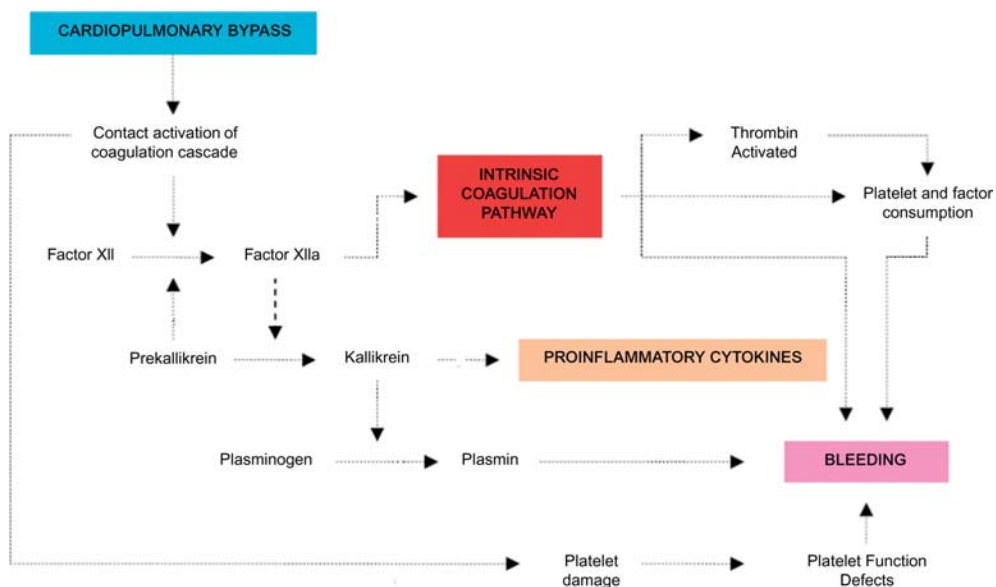 CARDIOPULMONARY BYPASS
Contact activation of
coagulation cascade
Thrombin
Activated
INTRINSIC
COAGULATION
PATHWAY
Platelet and factor
consumption
Factor XII
Factor XIIa
Prekallikrein
Kallikrein
PROINFLAMMATORY CYTOKINES
Plasminogen
Plasmin
BLEEDING
Platelet
damage
Platelet Function
Defects